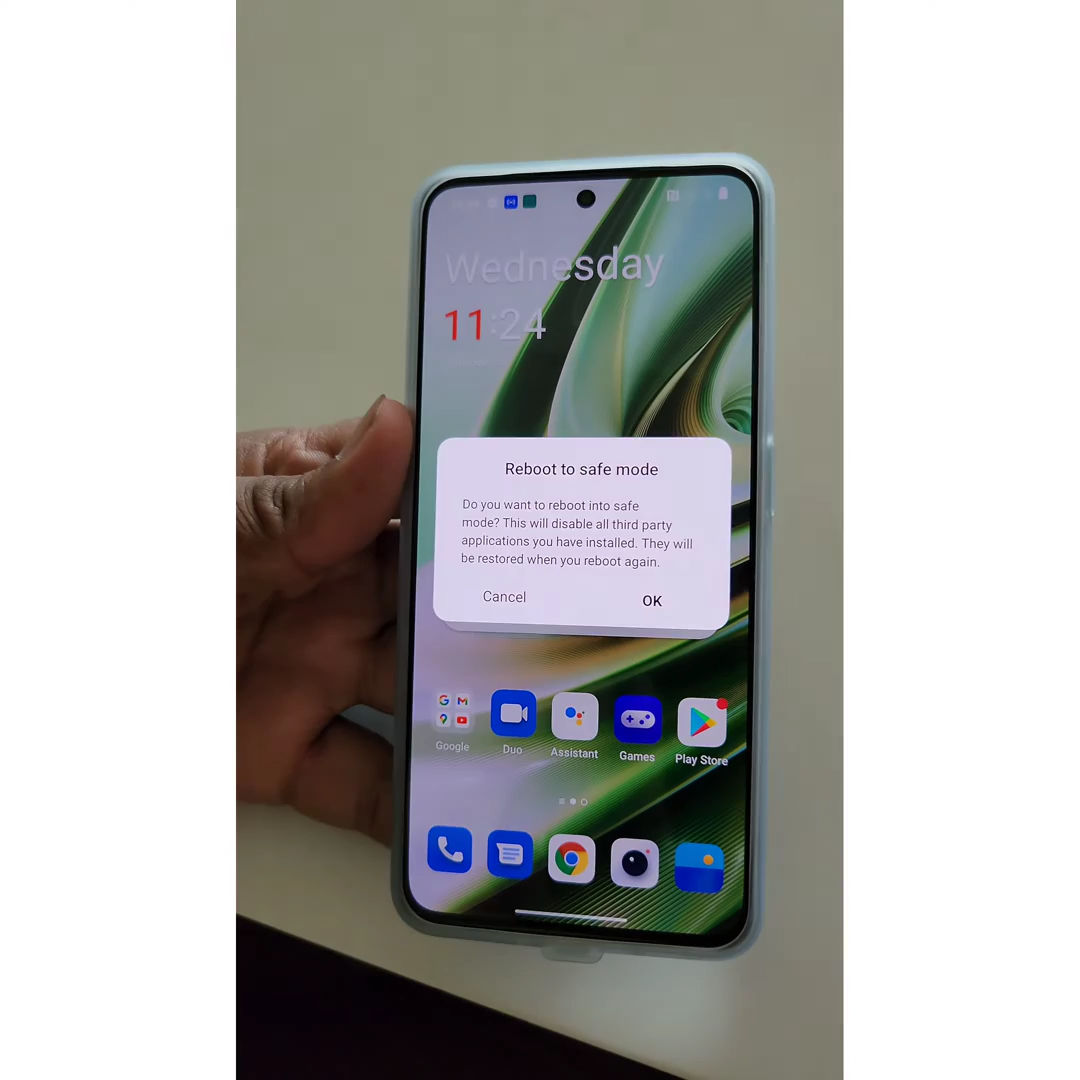 Wednesday
11:24
Reboot to safe mode
Do you want to reboot into safe
mode? This will disable all third party
applications you have installed. They will
be restored when you reboot again.
Cancel OK
Google Duo Assistant Games Play Store